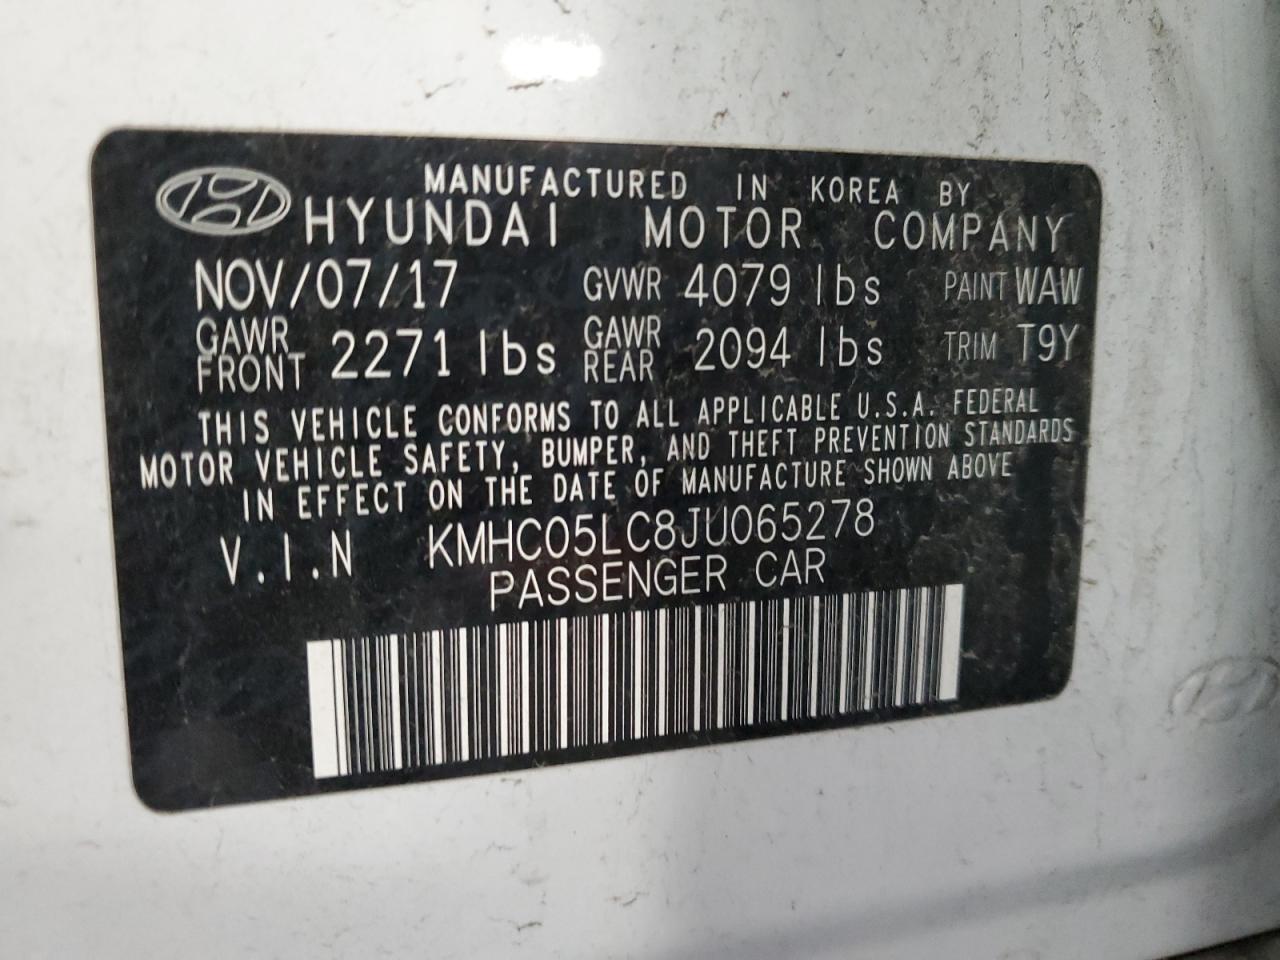 MANUFACTURED IN KOREA BY
HYUNDAI MOTOR COMPANY
NOV/07/17 GVWR 4079 lbs PAINT WAW
GAWR FRONT 2271 lbs GAWR REAR 2094 lbs TRIM T9Y
THIS VEHICLE CONFORMS TO ALL APPLICABLE U.S.A. FEDERAL
MOTOR VEHICLE SAFETY, BUMPER, AND THEFT PREVENTION STANDARDS
IN EFFECT ON THE DATE OF MANUFACTURE SHOWN ABOVE
V.I.N KMHC05LC8JU065278
PASSENGER CAR